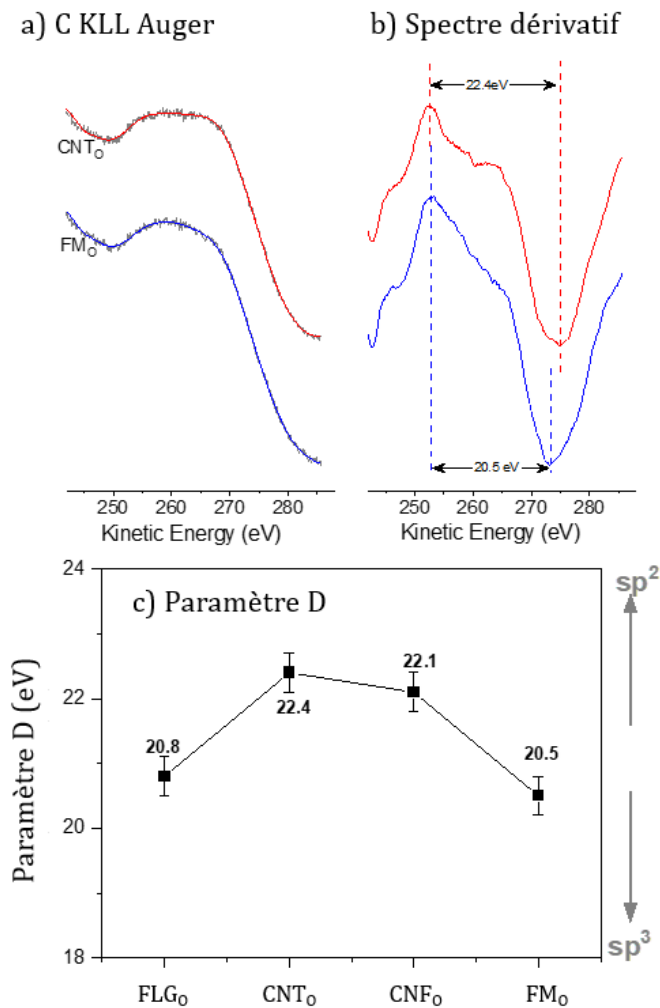 a) C KLL Auger
b) Spectre dérivatif
22.4eV
CNTO
FMO
20.5 eV
250 260 270 280
250 260 270 280
Kinetic Energy (eV)
Kinetic Energy (eV)
24
sp2
c) Paramètre D
22.1
22
22.4
20.8
20.5
20
Paramètre D (eV)
18
sp3
FLGO CNTO CNFO FMO